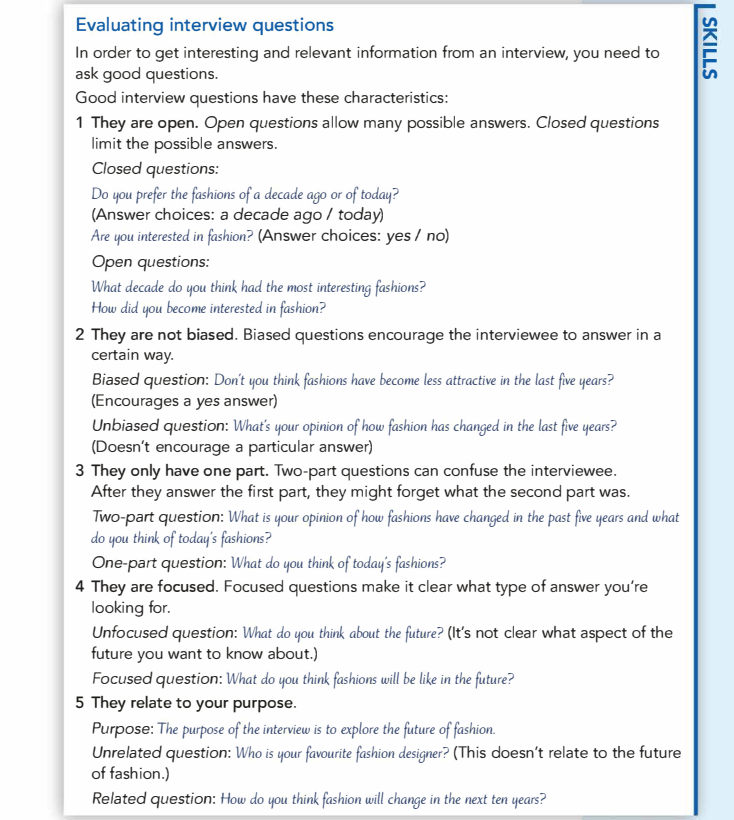 Evaluating interview questions
In order to get interesting and relevant information from an interview, you need to
ask good questions.
Good interview questions have these characteristics:
1 They are open. Open questions allow many possible answers. Closed questions
limit the possible answers.
Closed questions:
Do you prefer the fashions of a decade ago or of today?
(Answer choices: a decade ago / today)
Are you interested in fashion? (Answer choices: yes / no)
Open questions:
What decade do you think had the most interesting fashions?
How did you become interested in fashion?
2 They are not biased. Biased questions encourage the interviewee to answer in a
certain way.
Biased question: Don't you think fashions have become less attractive in the last five years?
(Encourages a yes answer)
Unbiased question: What's your opinion of how fashion has changed in the last five years?
(Doesn't encourage a particular answer)
3 They only have one part. Two-part questions can confuse the interviewee.
After they answer the first part, they might forget what the second part was.
Two-part question: What is your opinion of how fashions have changed in the past five years and what
do you think of today's fashions?
One-part question: What do you think of today's fashions?
4 They are focused. Focused questions make it clear what type of answer you're
looking for.
Unfocused question: What do you think about the future? (It's not clear what aspect of the
future you want to know about.)
Focused question: What do you think fashions will be like in the future?
5 They relate to your purpose.
Purpose: The purpose of the interview is to explore the future of fashion.
Unrelated question: Who is your favourite fashion designer? (This doesn't relate to the future
of fashion.)
Related question: How do you think fashion will change in the next ten years?
SKILLS